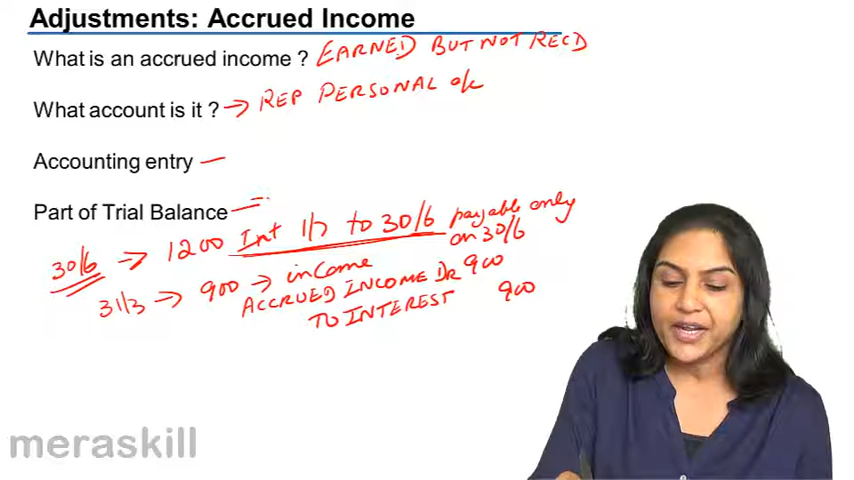 Adjustments: Accrued Income
What is an accrued income ? EARNED BUT NOT RECD
What account is it ? → REP PERSONAL a/c
Accounting entry –
Part of Trial Balance –
30/6 → 1200 Int 1/7 to 30/6 payable only on 30/6
31/3 → 900 → income
ACCRUED INCOME DR 900
TO INTEREST 900
meraskill